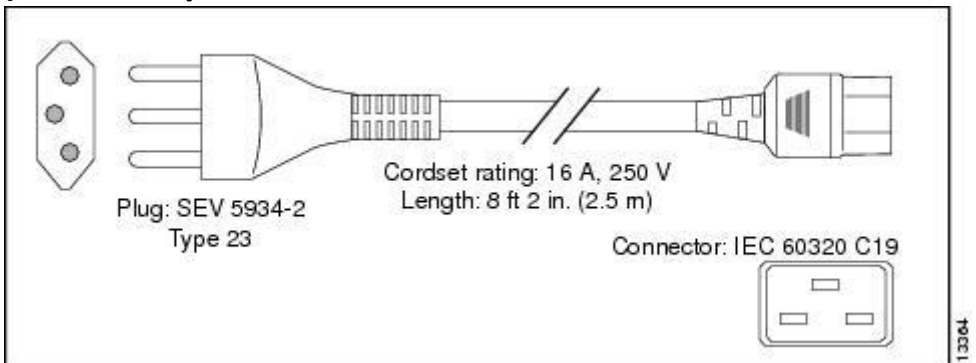 Cordset rating: 16 A, 250 V
Length: 8 ft 2 in. (2.5 m)
Plug: SEV 5934-2
Type 23
Connector: IEC 60320 C19
13364